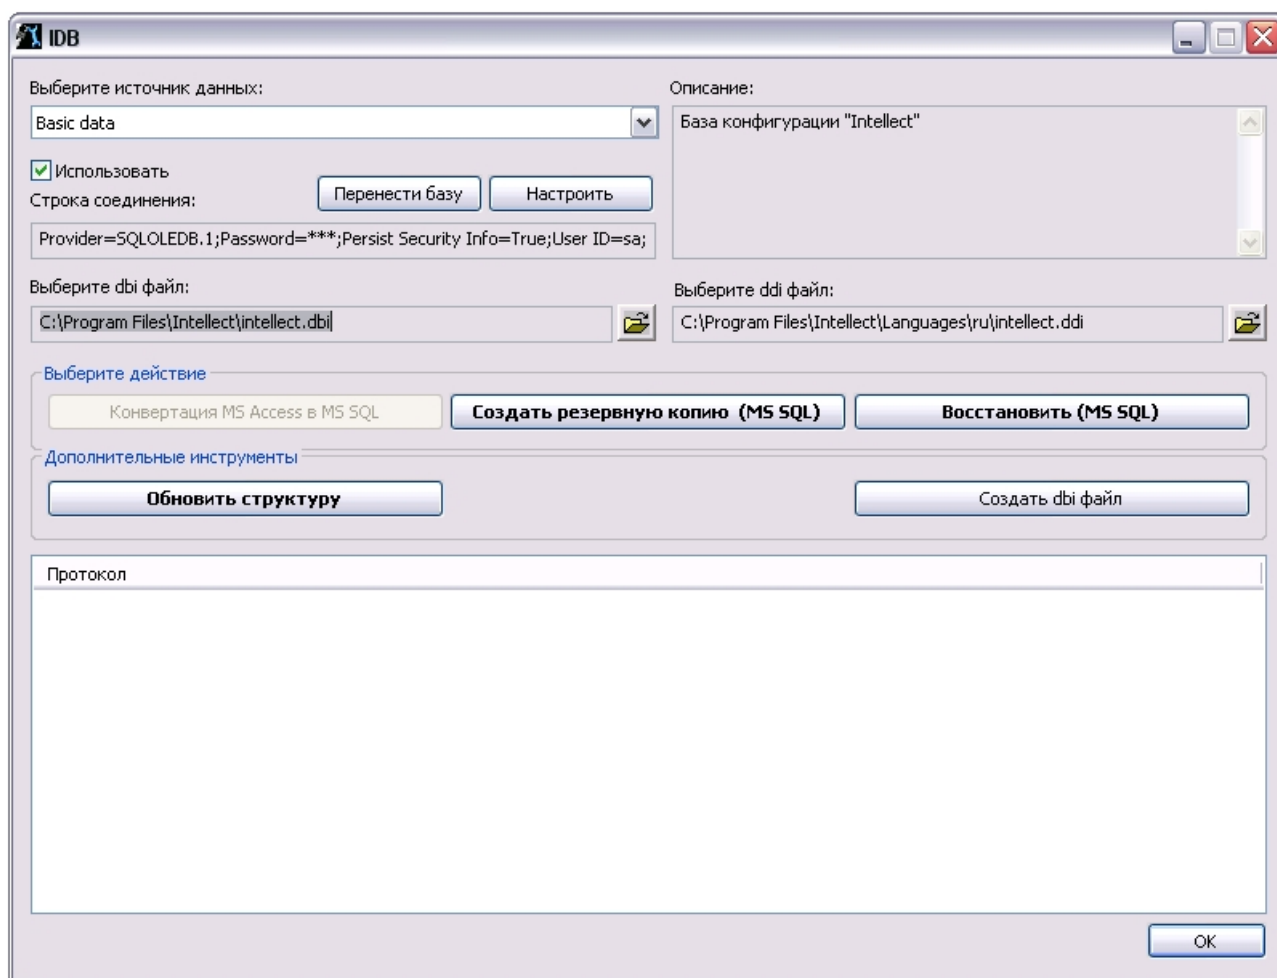 IDB
Выберите источник данных:
Описание:
Basic data
База конфигурации "Intellect"
Использовать
Строка соединения:
Перенести базу
Настроить
Provider=SQLOLEDB.1;Password=***;Persist Security Info=True;User ID=sa;
Выберите dbi файл:
Выберите ddi файл:
C:\Program Files\Intellect\intellect.dbi
C:\Program Files\Intellect\Languages\ru\intellect.ddi
Выберите действие
Конвертация MS Access в MS SQL
Создать резервную копию (MS SQL)
Восстановить (MS SQL)
Дополнительные инструменты
Обновить структуру
Создать dbi файл
Протокол
OK